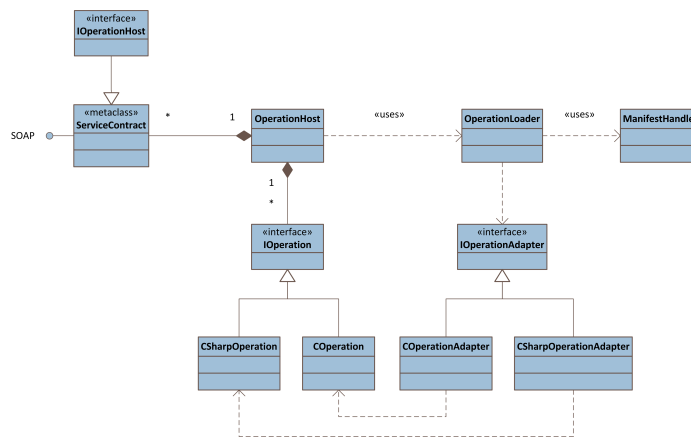 «interface»
IOperationHost
«metaclass»
ServiceContract
SOAP
*
1
OperationHost
«uses»
OperationLoader
«uses»
ManifestHandle
1
*
«interface»
IOperation
«interface»
IOperationAdapter
CSharpOperation
COperation
COperationAdapter
CSharpOperationAdapter